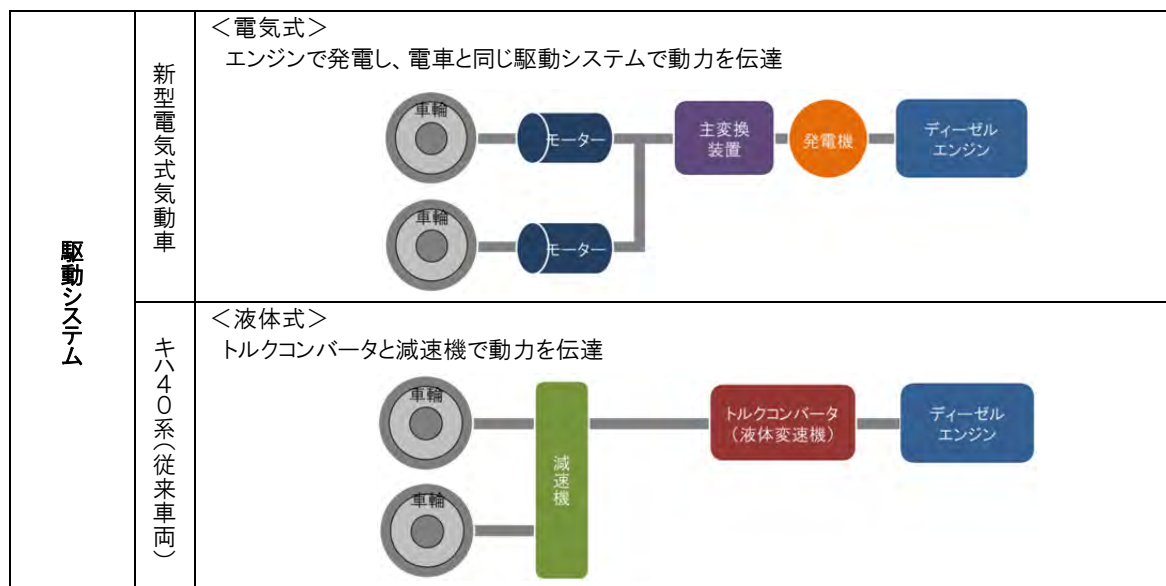 駆動システム
新型電気式気動車
＜電気式＞
エンジンで発電し、電車と同じ駆動システムで動力を伝達
車輪
モーター
主変換
装置
発電機
ディーゼル
エンジン
車輪
モーター
キハ４０系（従来車両）
＜液体式＞
トルクコンバータと減速機で動力を伝達
車輪
減速機
トルクコンバータ
（液体変速機）
ディーゼル
エンジン
車輪